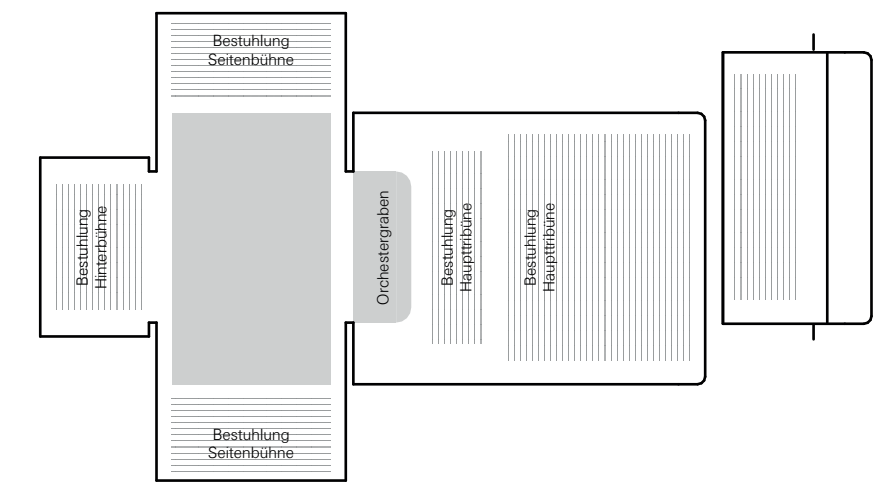 Bestuhlung
Seitenbühne
Bestuhlung
Hinterbühne
Orchestergraben
Bestuhlung
Haupttribüne
Bestuhlung
Haupttribüne
Bestuhlung
Seitenbühne